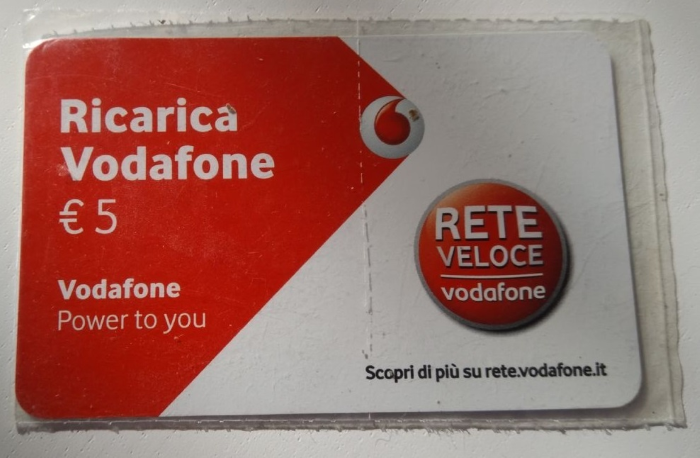 Ricarica
Vodafone
€ 5
Vodafone
Power to you
RETE
VELOCE
vodafone
Scopri di più su rete.vodafone.it